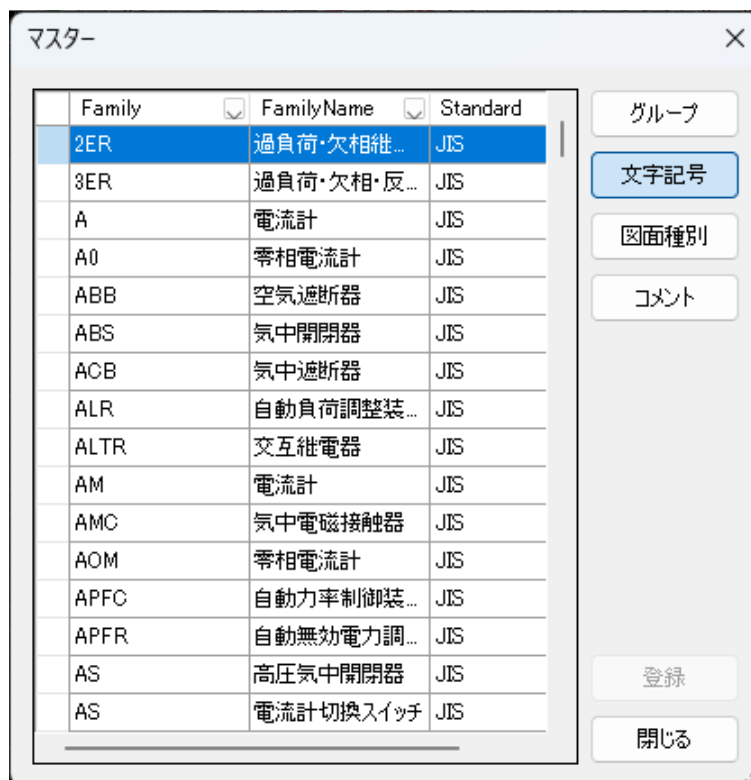 マスター
Family FamilyName Standard
2ER 過負荷・欠相継... JIS
3ER 過負荷・欠相・反... JIS
A 電流計 JIS
A0 零相電流計 JIS
ABB 空気遮断器 JIS
ABS 気中開閉器 JIS
ACB 気中遮断器 JIS
ALR 自動負荷調整装... JIS
ALTR 交互継電器 JIS
AM 電流計 JIS
AMC 気中電磁接触器 JIS
AOM 零相電流計 JIS
APFC 自動力率制御装... JIS
APFR 自動無効電力調... JIS
AS 高圧気中開閉器 JIS
AS 電流計切換スイッチ JIS
グループ
文字記号
図面種別
コメント
登録
閉じる